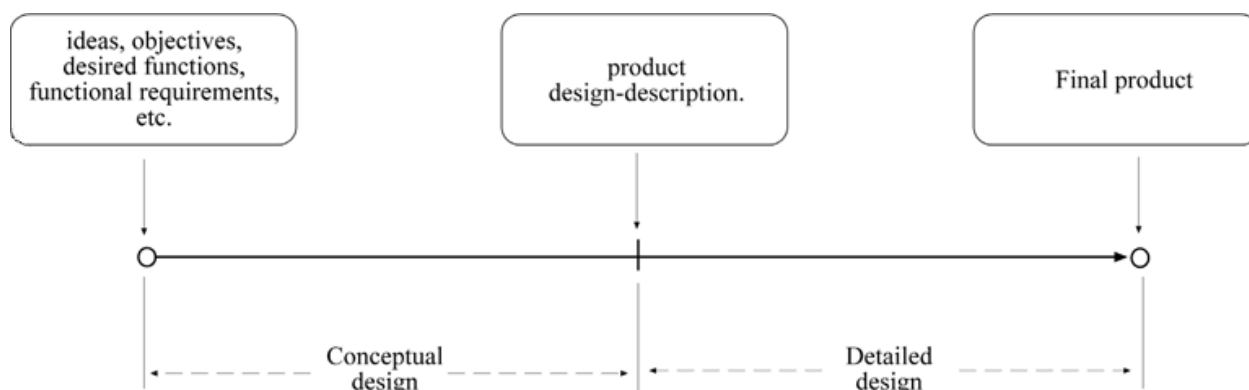 ideas, objectives,
desired functions,
functional requirements,
etc.
product
design-description.
Final product
Conceptual
design
Detailed
design